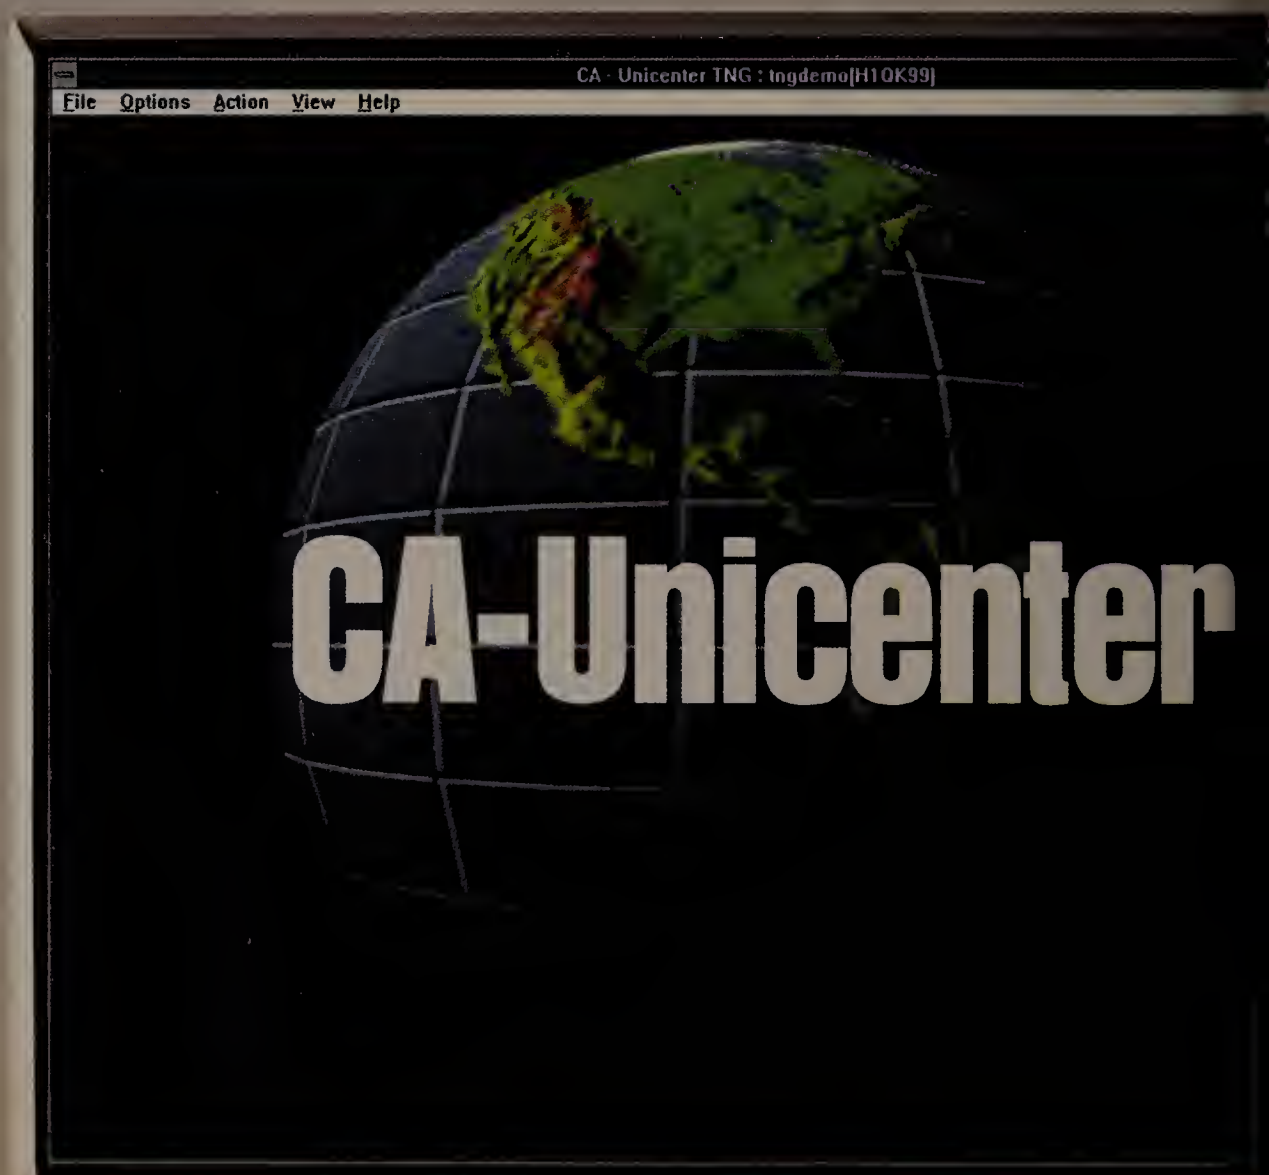 CA - Unicenter TNG : tngdemo[H1QK99]
File Options Action View Help
CA-Unicenter